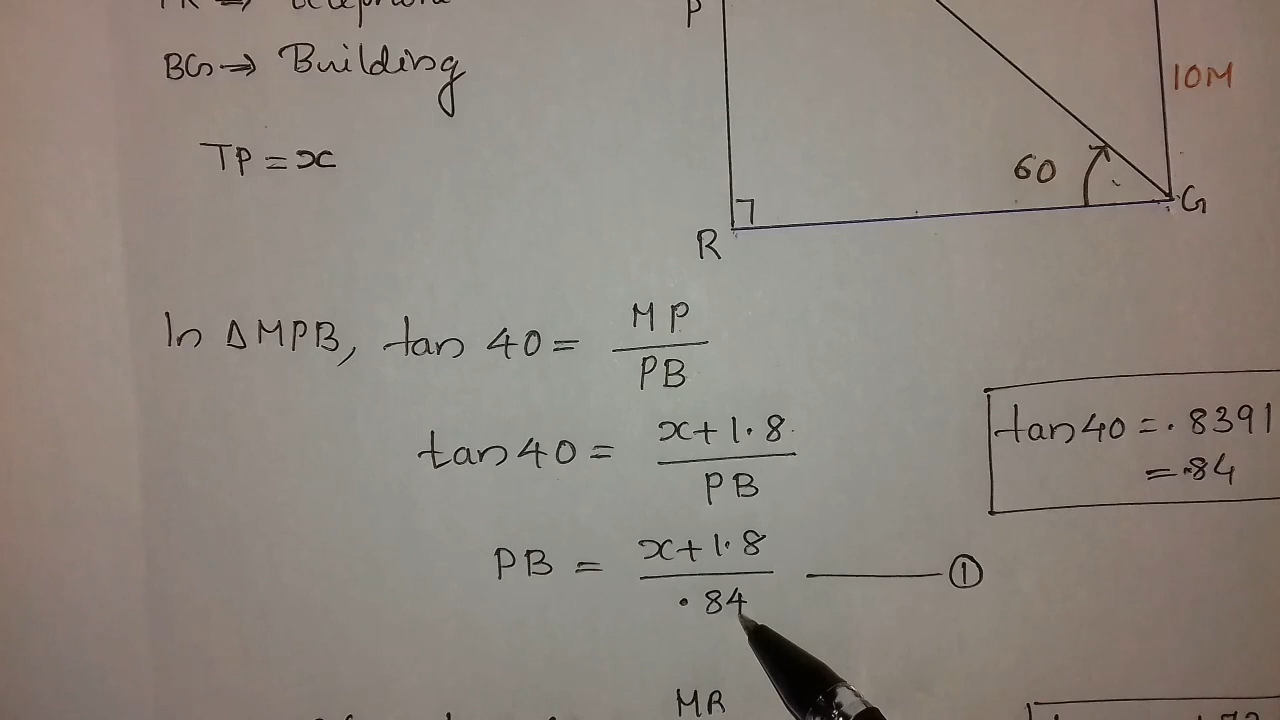 BG → Building
TP = x
P
10M
60
G
R
In ΔMPB, tan 40 = MP / PB
tan 40 = x + 1.8 / PB
tan 40 = .8391
= .84
PB = x + 1.8 / .84 ——— ①
MR